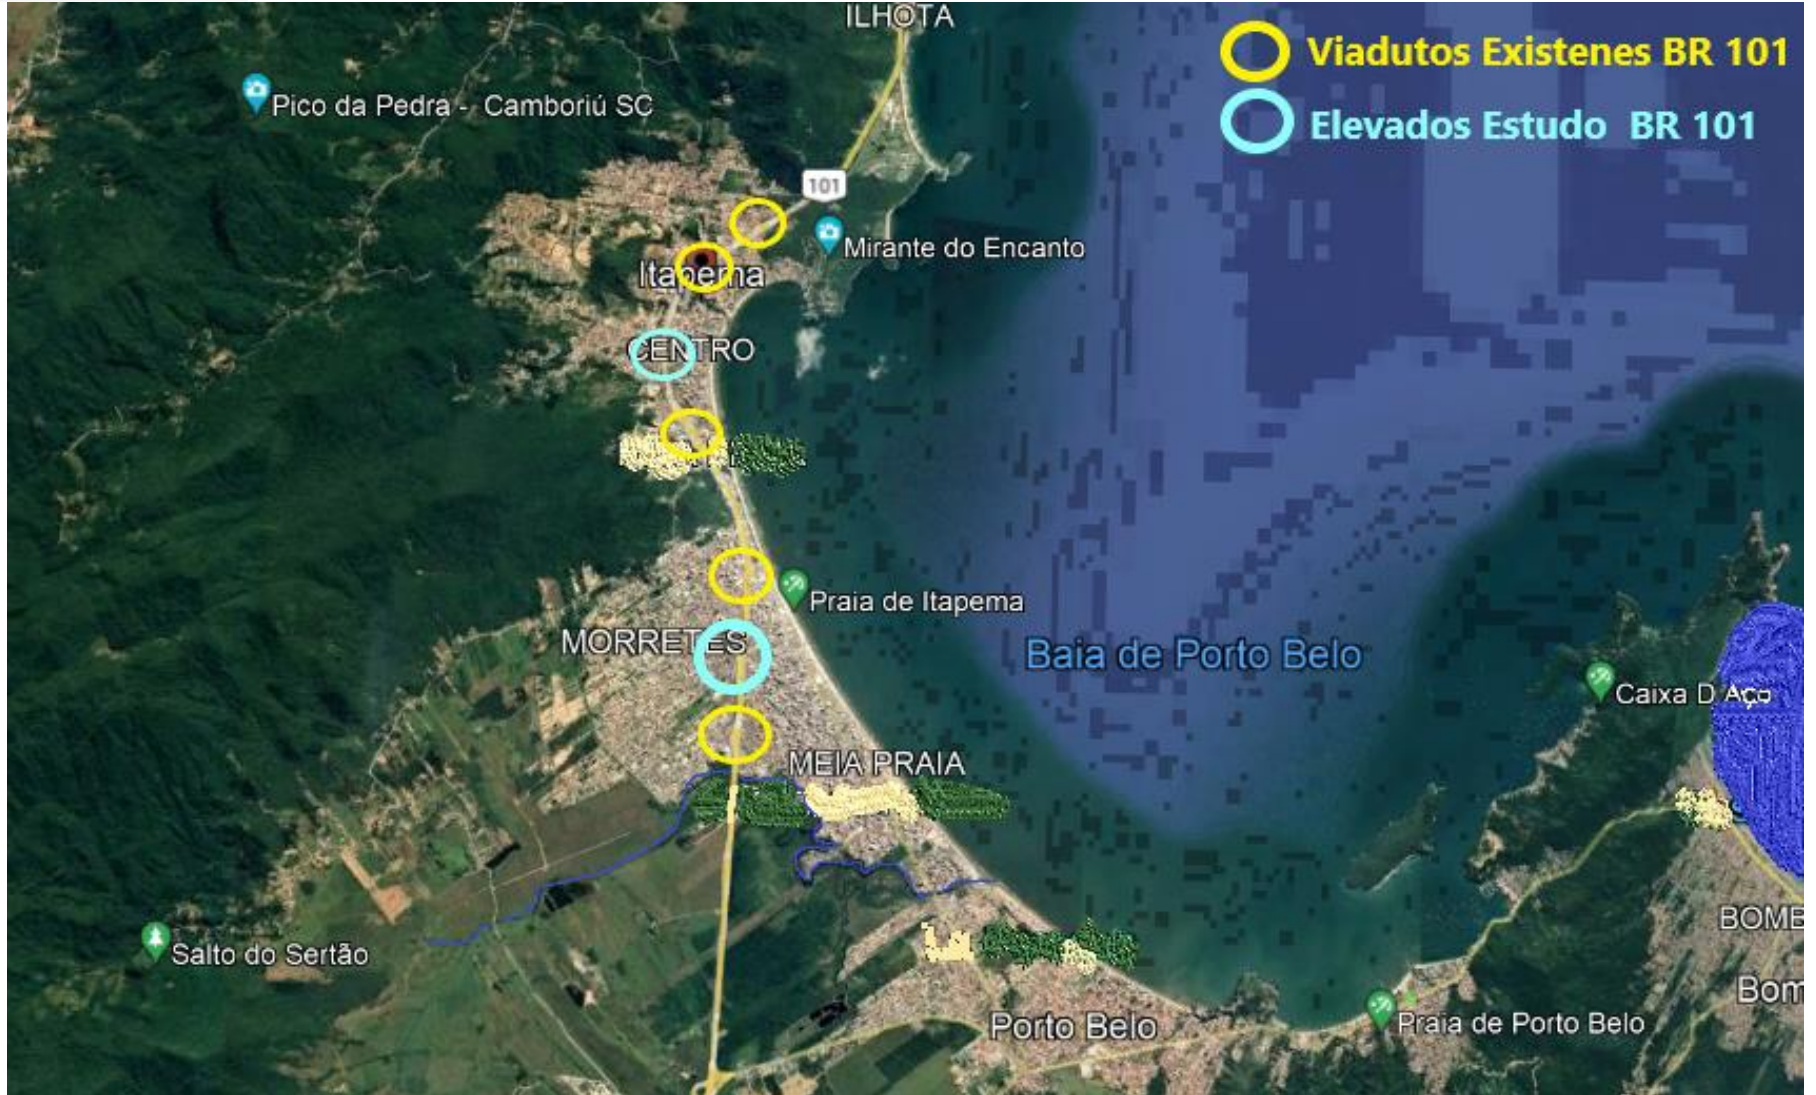 ILHOTA
Viadutos Existenes BR 101
Pico da Pedra - Camboriú SC
Elevados Estudo BR 101
101
Mirante do Encanto
Itapema
CENTRO
Praia de Itapema
MORRETES
Baia de Porto Belo
Caixa D Aço
MEIA PRAIA
BOMB
Salto do Sertão
Bom
Porto Belo
Praia de Porto Belo